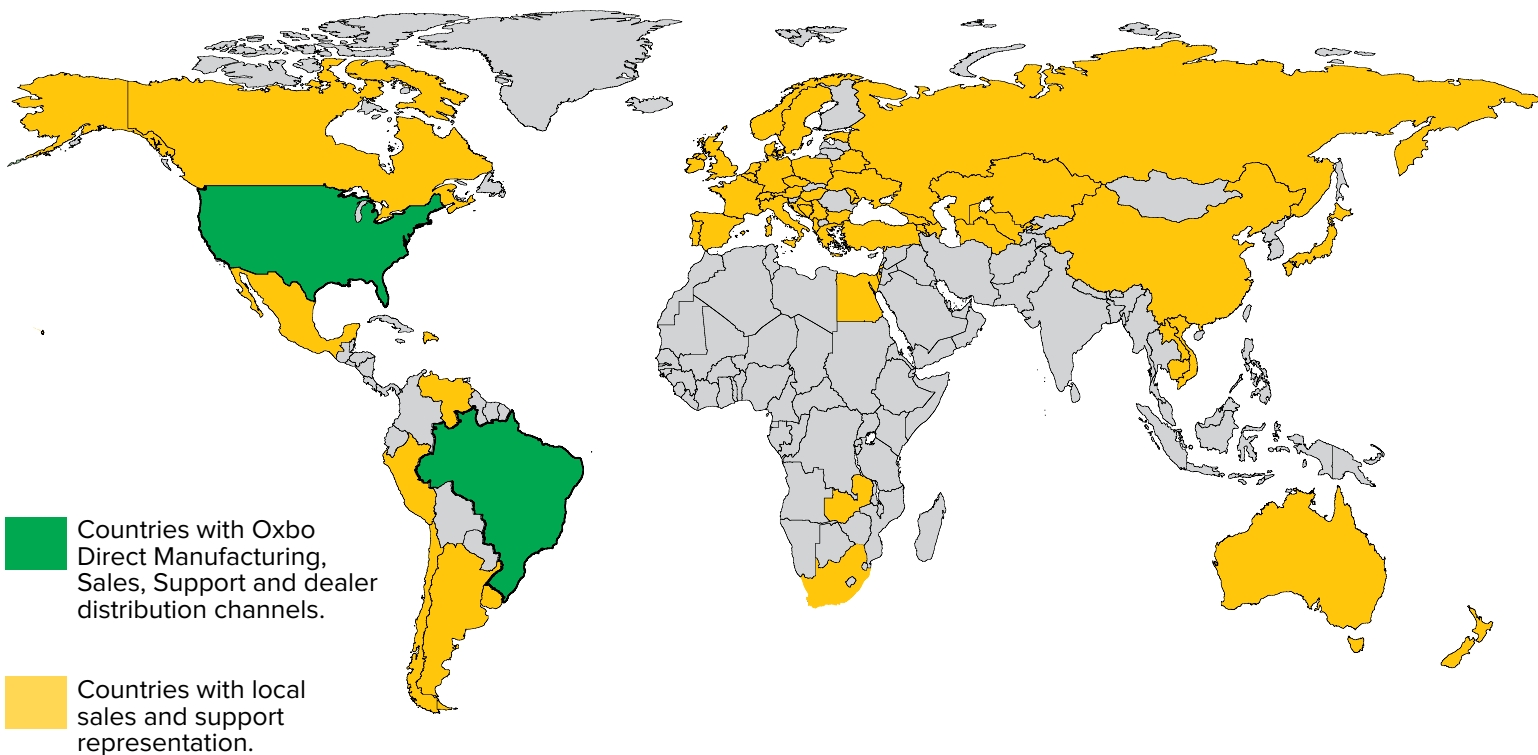 Countries with Oxbo
Direct Manufacturing,
Sales, Support and dealer
distribution channels.
Countries with local
sales and support
representation.